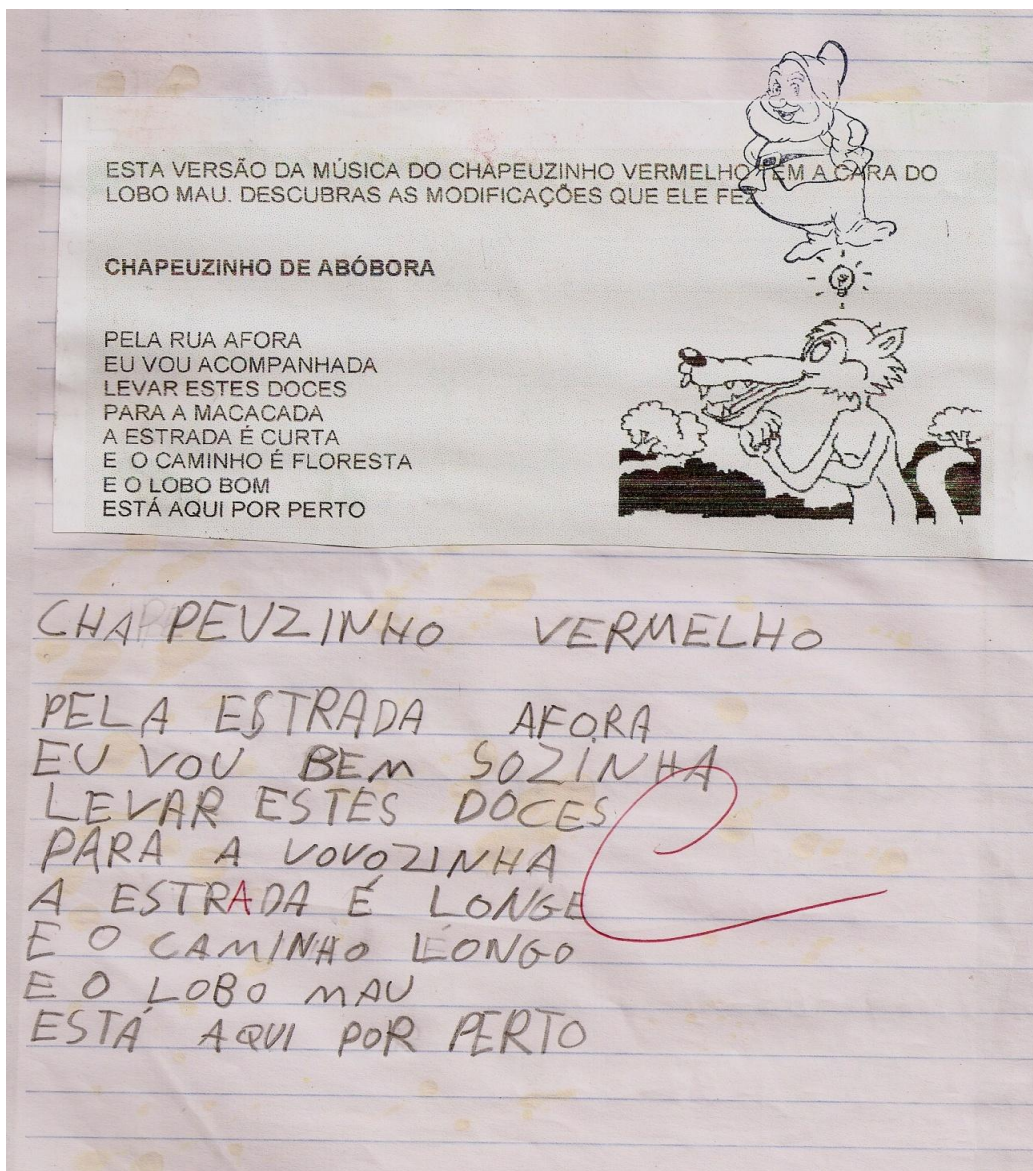 ESTA VERSÃO DA MÚSICA DO CHAPEUZINHO VERMELHO TEM A CARA DO
LOBO MAU. DESCUBRAS AS MODIFICAÇÕES QUE ELE FEZ
CHAPEUZINHO DE ABÓBORA
PELA RUA AFORA
EU VOU ACOMPANHADA
LEVAR ESTES DOCES
PARA A MACACADA
A ESTRADA É CURTA
E O CAMINHO É FLORESTA
E O LOBO BOM
ESTÁ AQUI POR PERTO
CHAPEUZINHO VERMELHO
PELA ESTRADA AFORA
EU VOU BEM SOZINHA
LEVAR ESTES DOCES
PARA A VOVOZINHA
A ESTRADA É LONGE
E O CAMINHO LONGO
E O LOBO MAU
ESTÁ AQUI POR PERTO